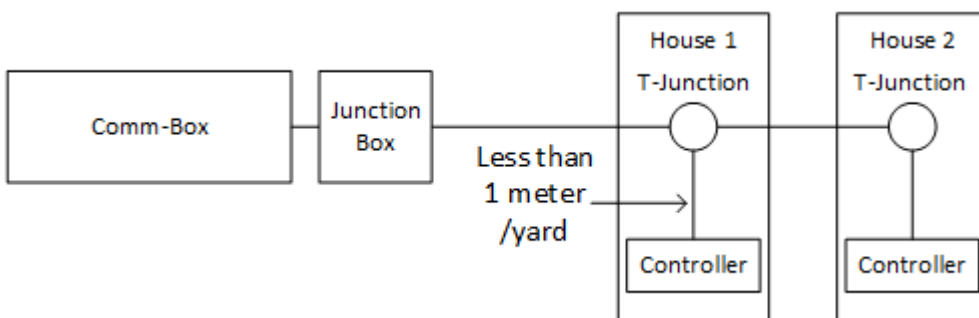 House 1
House 2
T-Junction
T-Junction
Comm-Box
Junction
Box
Less than
1 meter
/yard
Controller
Controller